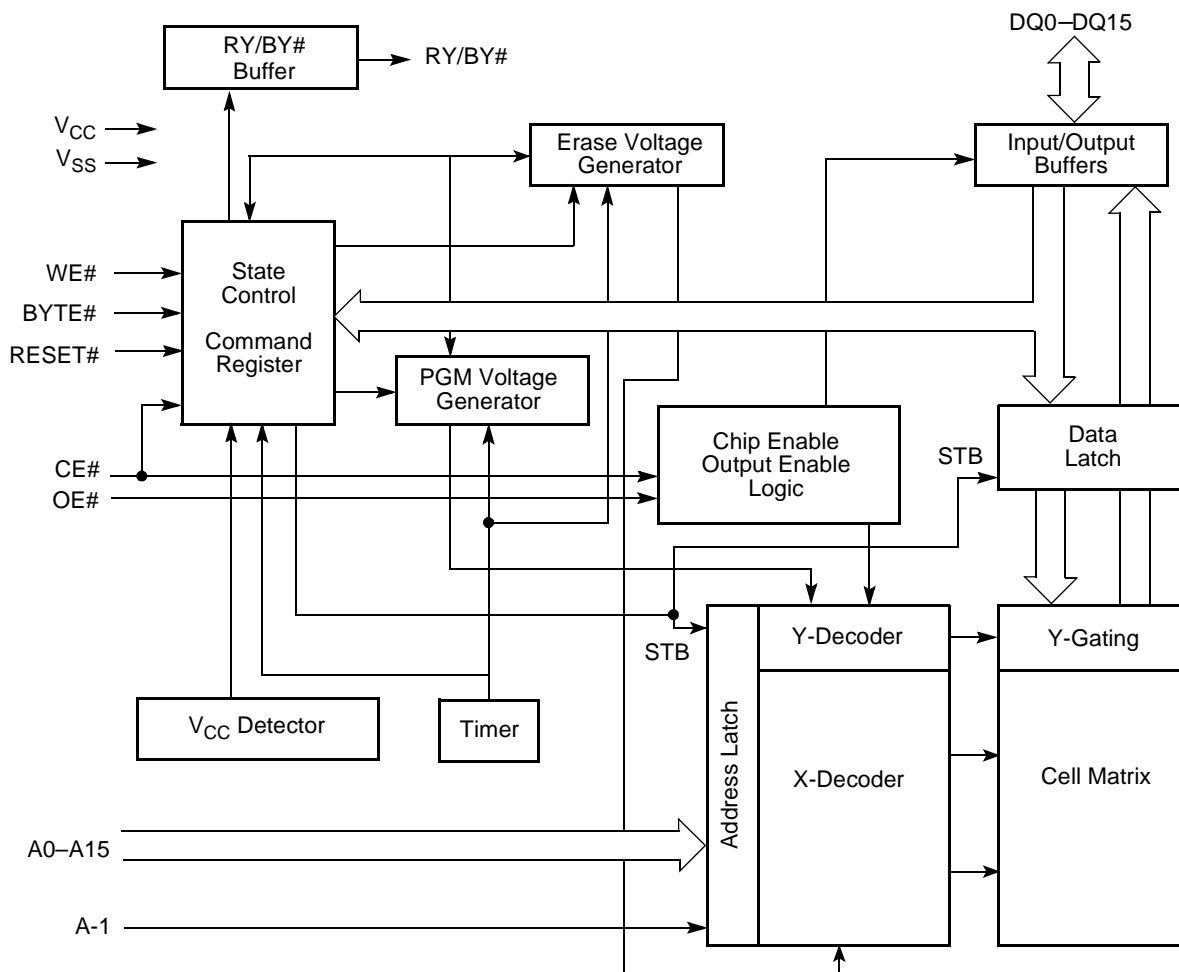 DQ0–DQ15
RY/BY#
Buffer
RY/BY#
VCC
VSS
Erase Voltage
Generator
Input/Output
Buffers
WE#
BYTE#
RESET#
State
Control
Command
Register
PGM Voltage
Generator
Chip Enable
Output Enable
Logic
STB
Data
Latch
CE#
OE#
STB
Y-Decoder
Y-Gating
VCC Detector
Timer
Address Latch
X-Decoder
Cell Matrix
A0–A15
A-1